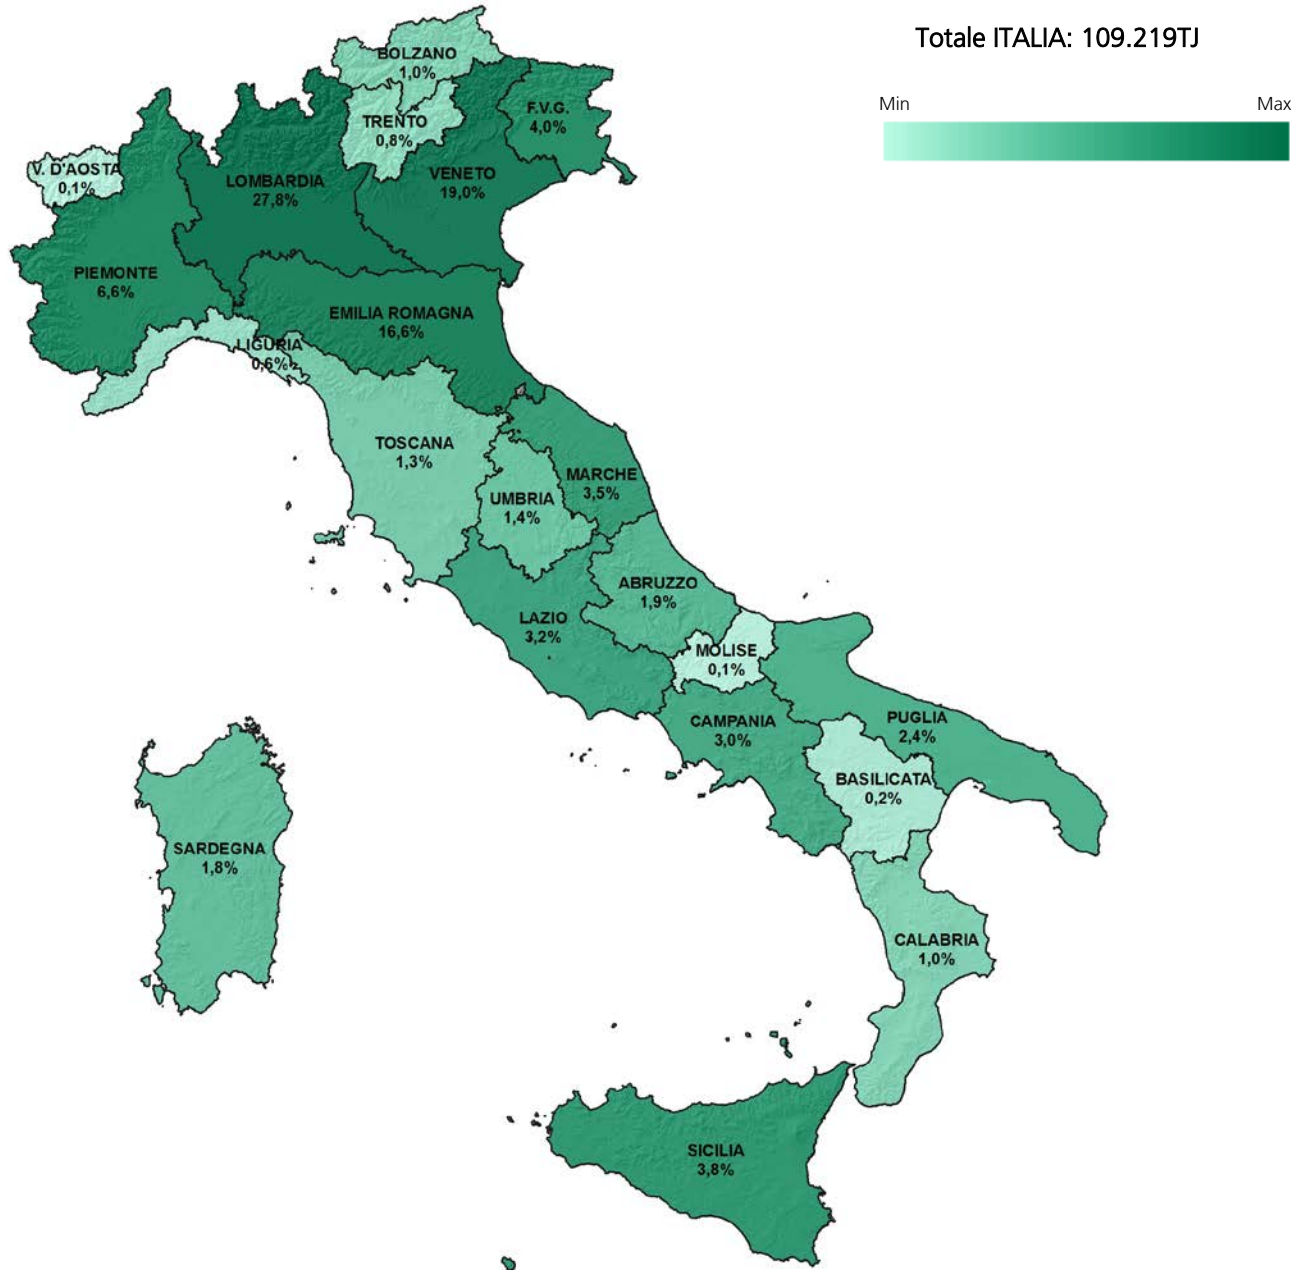 Totale ITALIA: 109.219TJ
Min
Max
BOLZANO
1,0%
TRENTO
0,8%
F.V.G.
4,0%
V. D'AOSTA
0,1%
LOMBARDIA
27,8%
VENETO
19,0%
PIEMONTE
6,6%
EMILIA ROMAGNA
16,6%
LIGURIA
0,6%
TOSCANA
1,3%
MARCHE
3,5%
UMBRIA
1,4%
ABRUZZO
1,9%
LAZIO
3,2%
MOLISE
0,1%
CAMPANIA
3,0%
PUGLIA
2,4%
BASILICATA
0,2%
SARDEGNA
1,8%
CALABRIA
1,0%
SICILIA
3,8%